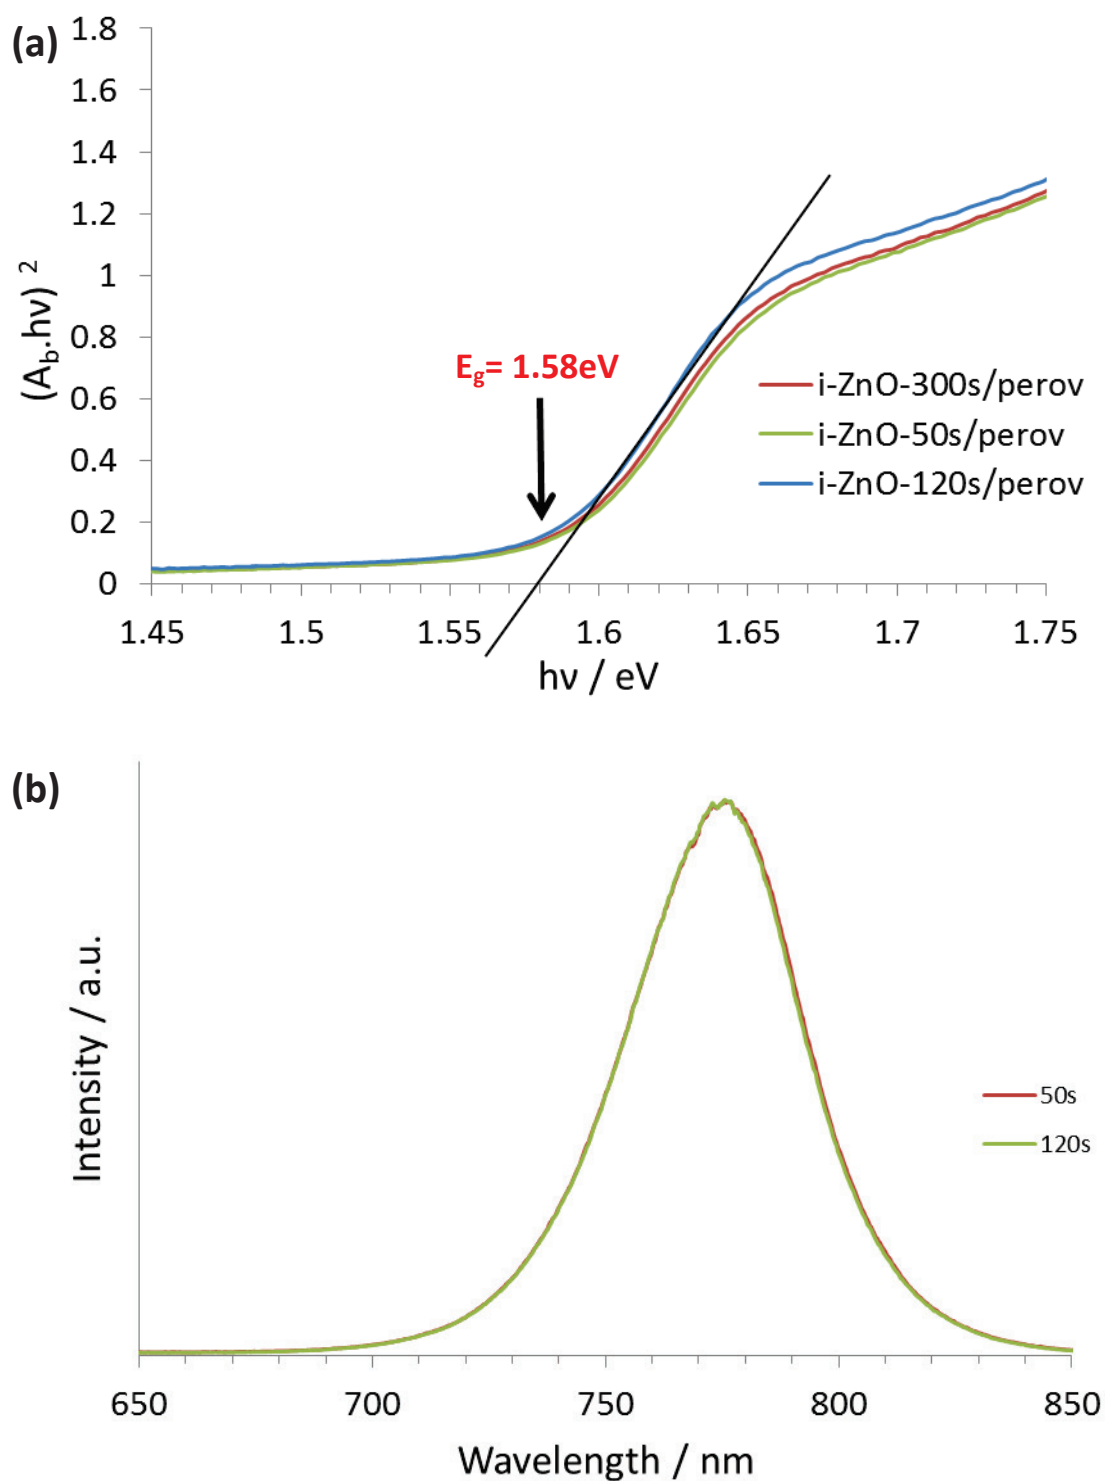 (a)
1.8
1.6
1.4
1.2
1
0.8
0.6
0.4
0.2
0
(A_b.hν) ²
E_g= 1.58eV
i-ZnO-300s/perov
i-ZnO-50s/perov
i-ZnO-120s/perov
1.45 1.5 1.55 1.6 1.65 1.7 1.75
hν / eV
(b)
Intensity / a.u.
50s
120s
650 700 750 800 850
Wavelength / nm